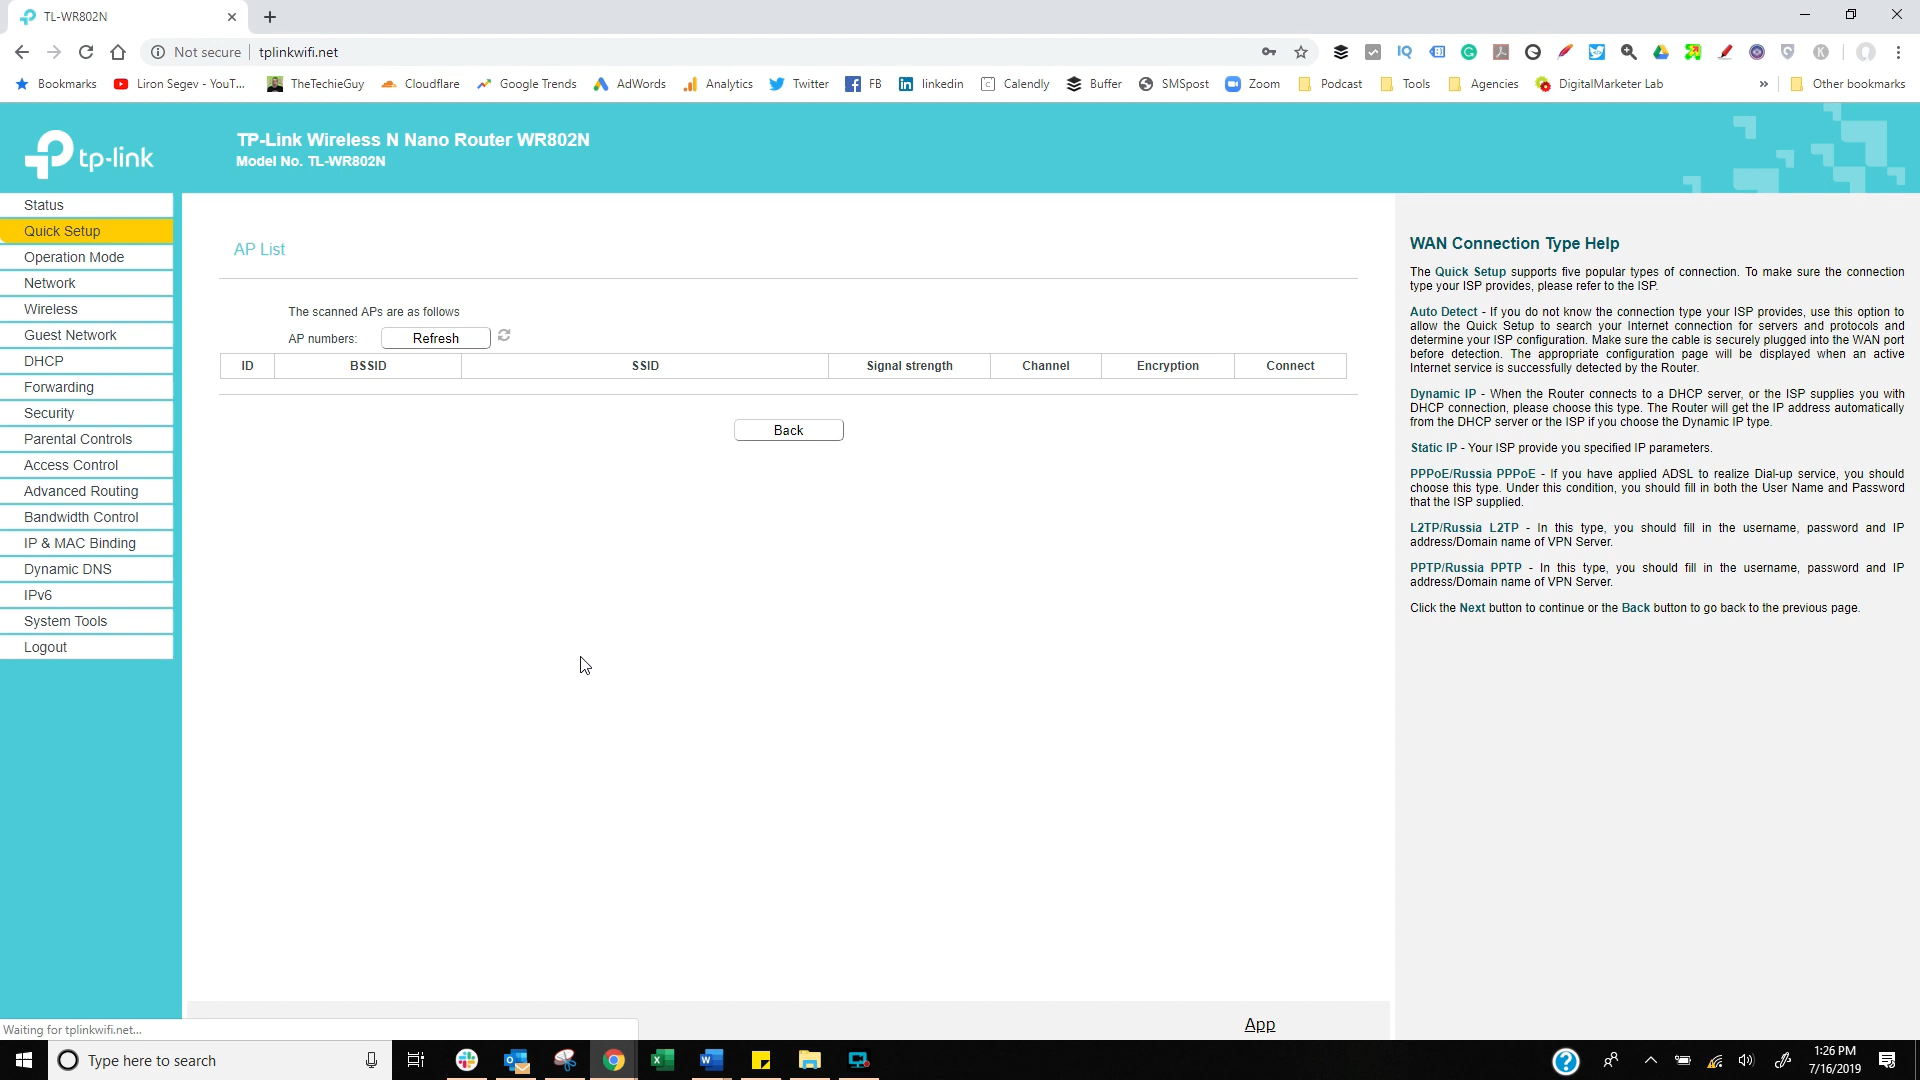 TL-WR802N
Not secure
tplinkwifi.net
Bookmarks
Liron Segev - YouT...
TheTechieGuy
Cloudflare
Google Trends
AdWords
Analytics
Twitter
FB
linkedin
Calendly
Buffer
SMSpost
Zoom
Podcast
Tools
Agencies
DigitalMarketer Lab
»
Other bookmarks
tp-link
TP-Link Wireless N Nano Router WR802N
Model No. TL-WR802N
Status
Quick Setup
Operation Mode
Network
Wireless
Guest Network
DHCP
Forwarding
Security
Parental Controls
Access Control
Advanced Routing
Bandwidth Control
IP & MAC Binding
Dynamic DNS
IPv6
System Tools
Logout
AP List
The scanned APs are as follows
AP numbers: Refresh
ID BSSID SSID Signal strength Channel Encryption Connect
Back
WAN Connection Type Help
The Quick Setup supports five popular types of connection. To make sure the connection
type your ISP provides, please refer to the ISP.
Auto Detect - If you do not know the connection type your ISP provides, use this option to
allow the Quick Setup to search your Internet connection for servers and protocols and
determine your ISP configuration. Make sure the cable is securely plugged into the WAN port
before detection. The appropriate configuration page will be displayed when an active
Internet service is successfully detected by the Router.
Dynamic IP - When the Router connects to a DHCP server, or the ISP supplies you with
DHCP connection, please choose this type. The Router will get the IP address automatically
from the DHCP server or the ISP if you choose the Dynamic IP type.
Static IP - Your ISP provide you specified IP parameters.
PPPoE/Russia PPPoE - If you have applied ADSL to realize Dial-up service, you should
choose this type. Under this condition, you should fill in both the User Name and Password
that the ISP supplied.
L2TP/Russia L2TP - In this type, you should fill in the username, password and IP
address/Domain name of VPN Server.
PPTP/Russia PPTP - In this type, you should fill in the username, password and IP
address/Domain name of VPN Server.
Click the Next button to continue or the Back button to go back to the previous page.
App
Waiting for tplinkwifi.net...
Type here to search
1:26 PM
7/16/2019